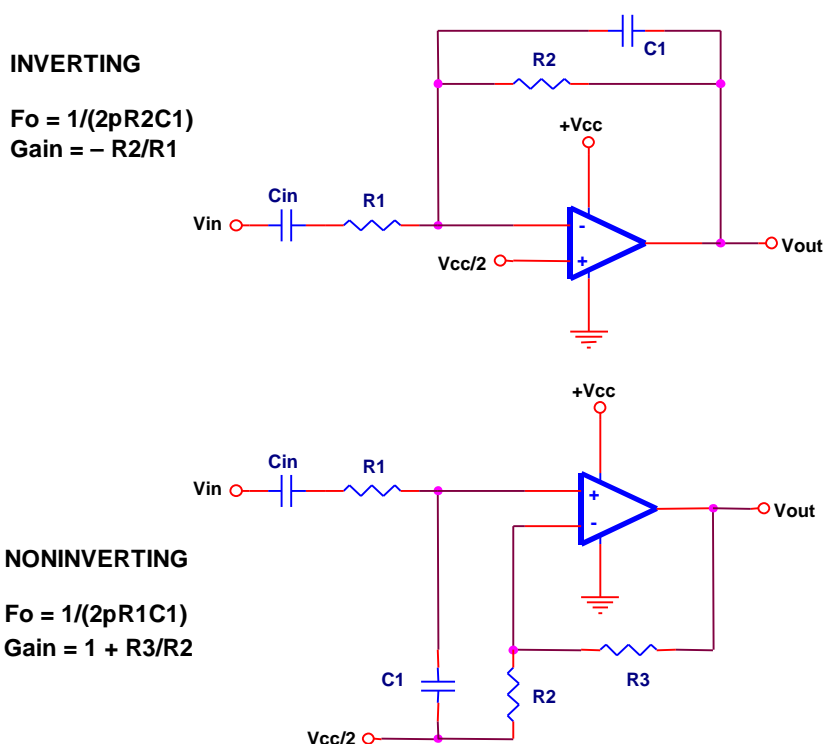 INVERTING
Fo = 1/(2pR2C1)
Gain = – R2/R1
C1
R2
+Vcc
Cin
R1
Vin
-
+
Vcc/2
Vout
+Vcc
Cin
R1
Vin
+
-
Vout
NONINVERTING
Fo = 1/(2pR1C1)
Gain = 1 + R3/R2
C1
R2
R3
Vcc/2